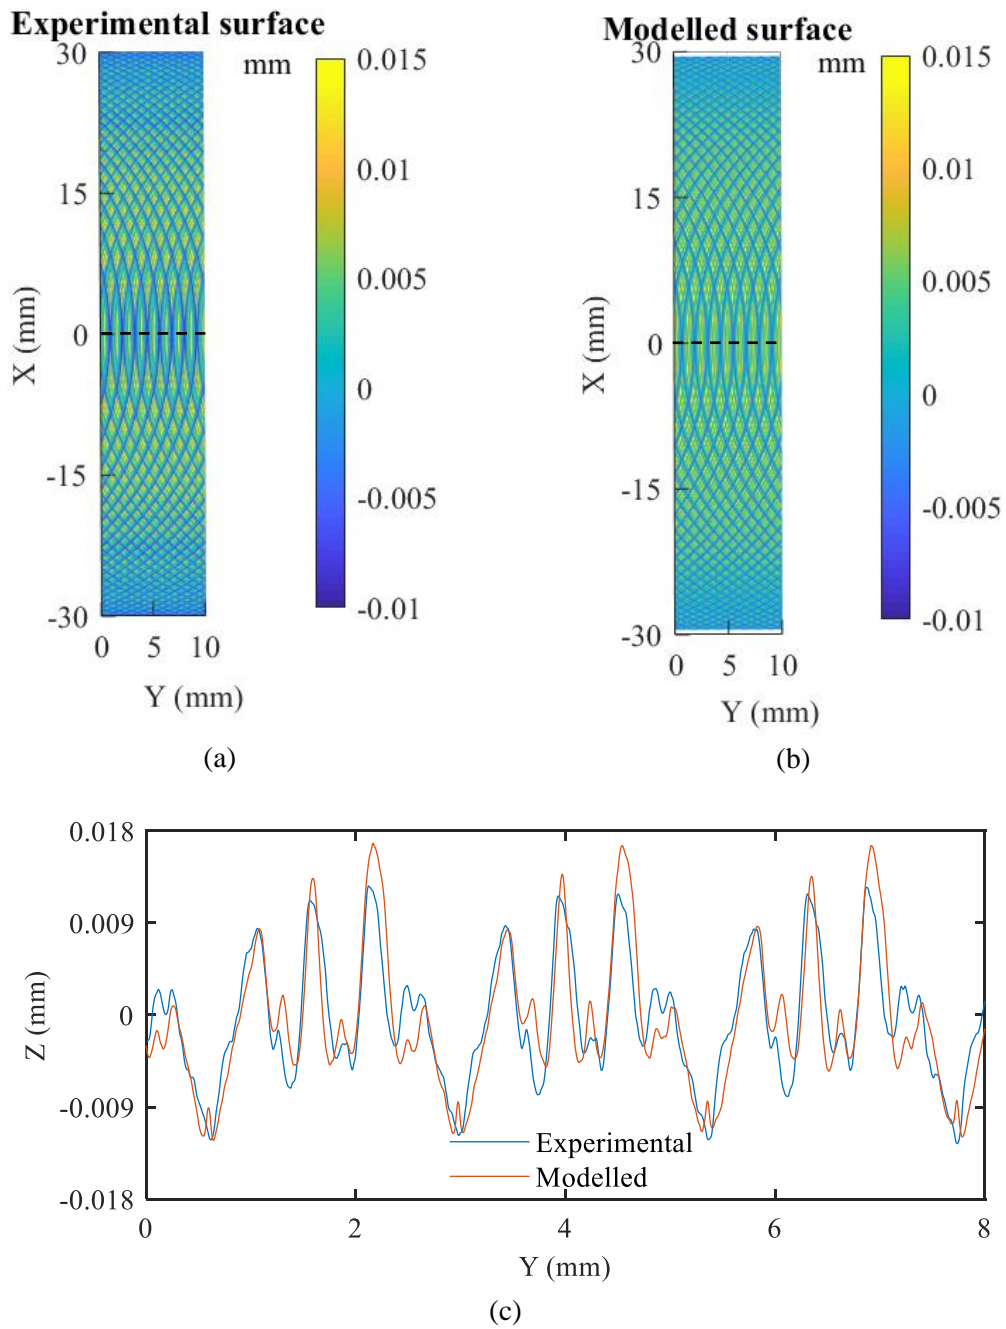 Experimental surface
mm
30
15
0
-15
-30
X (mm)
0 5 10
Y (mm)
0.015
0.01
0.005
0
-0.005
-0.01
(a)
Modelled surface
mm
30
15
0
-15
-30
X (mm)
0 5 10
Y (mm)
0.015
0.01
0.005
0
-0.005
-0.01
(b)
0.018
0.009
0
-0.009
-0.018
Z (mm)
Experimental
Modelled
0 2 4 6 8
Y (mm)
(c)